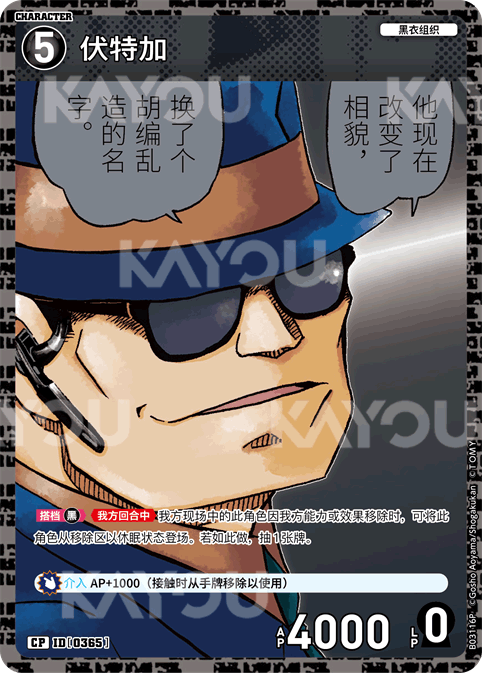 CHARACTER
5
伏特加
黑衣组织
他现在
改变了
相貌，
换了个
胡编乱
造的名
字。
KAYOU
KAYOU
KAYOU
KAYOU
KAYOU
KAYOU
KAYOU
搭档 黑 我方回合中 我方现场中的此角色因我方能力或效果移除时，可将此
角色从移除区以休眠状态登场。若如此做，抽1张牌。
介入 AP+1000（接触时从手牌移除以使用）
CP ID[0365]
AP 4000 LP 0
B03116P ©Gosho Aoyama/Shogakukan ©TOMY